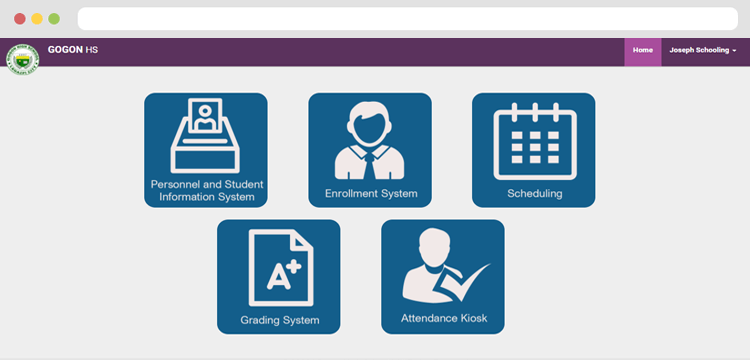 GOGON HS
Home
Joseph Schooling
Personnel and Student
Information System
Enrollment System
Scheduling
A+
Grading System
Attendance Kiosk